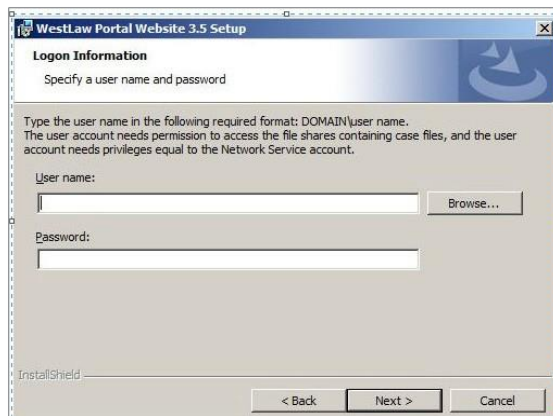 WestLaw Portal Website 3.5 Setup
Logon Information
Specify a user name and password
Type the user name in the following required format: DOMAIN\user name.
The user account needs permission to access the file shares containing case files, and the user
account needs privileges equal to the Network Service account.
User name:
Browse...
Password:
InstallShield
< Back
Next >
Cancel